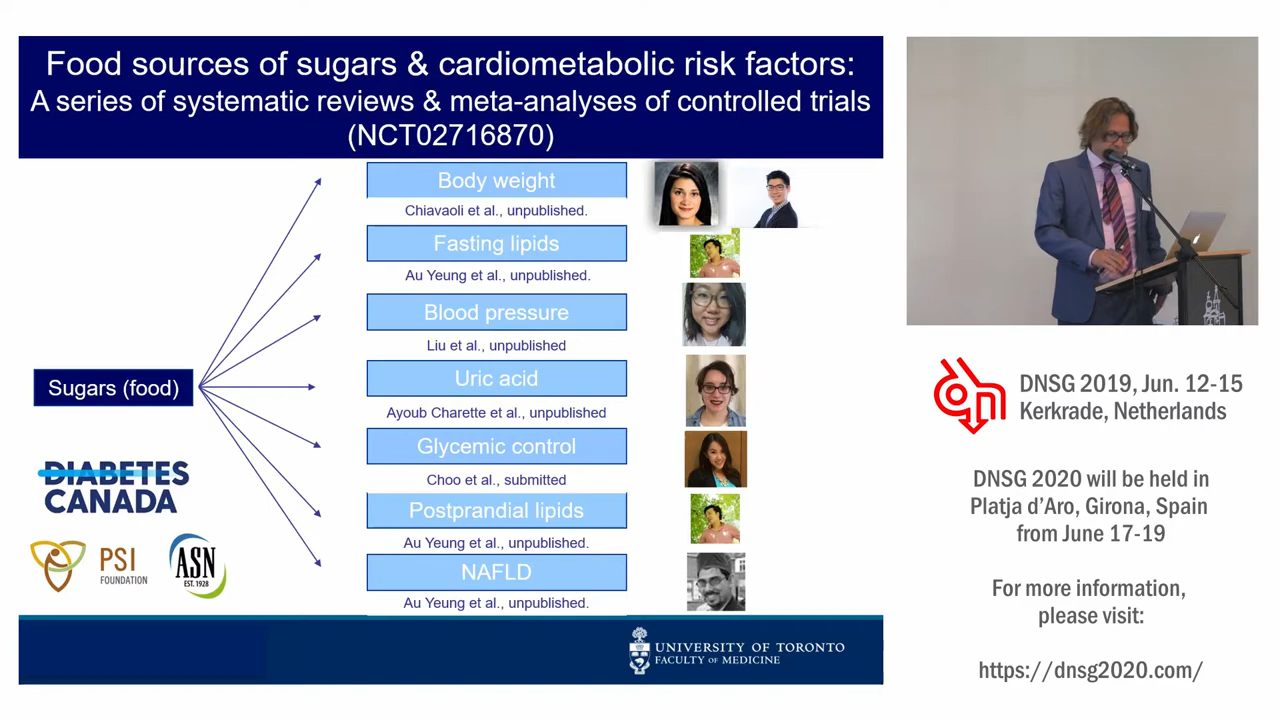 Food sources of sugars & cardiometabolic risk factors:
A series of systematic reviews & meta-analyses of controlled trials
(NCT02716870)
Body weight
Chiavaoli et al., unpublished.
Fasting lipids
Au Yeung et al., unpublished.
Blood pressure
Liu et al., unpublished
Uric acid
Ayoub Charette et al., unpublished
Sugars (food)
Glycemic control
Choo et al., submitted
Postprandial lipids
Au Yeung et al., unpublished.
NAFLD
Au Yeung et al., unpublished.
DIABETES
CANADA
PSI
FOUNDATION
ASN
EST. 1928
UNIVERSITY OF TORONTO
FACULTY OF MEDICINE
DNSG 2019, Jun. 12-15
Kerkrade, Netherlands
DNSG 2020 will be held in
Platja d'Aro, Girona, Spain
from June 17-19
For more information,
please visit:
https://dnsg2020.com/